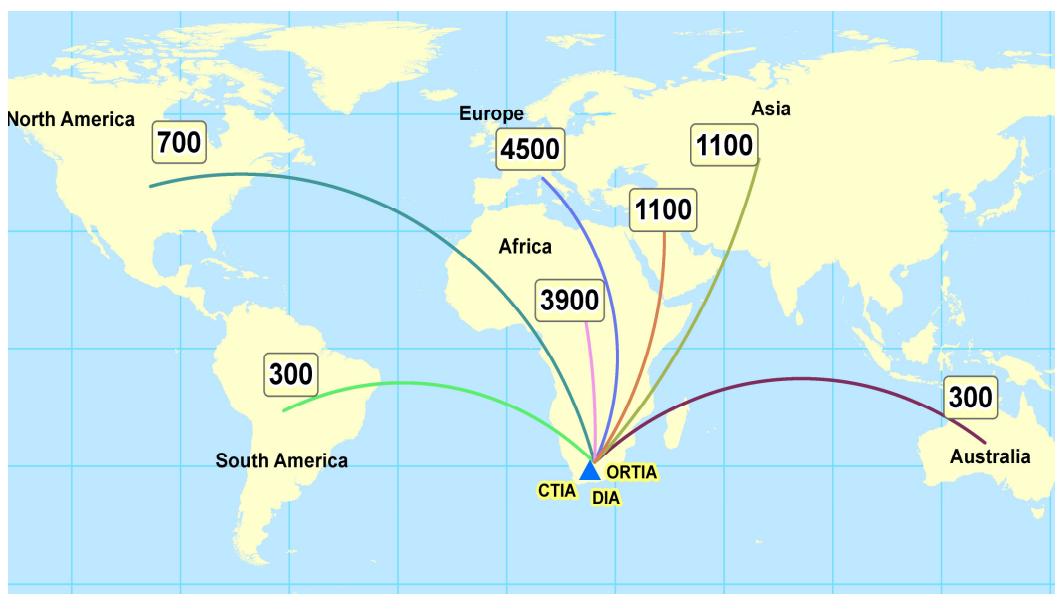 North America
700
Europe
4500
Asia
1100
1100
Africa
3900
300
South America
300
Australia
ORTIA
CTIA
DIA